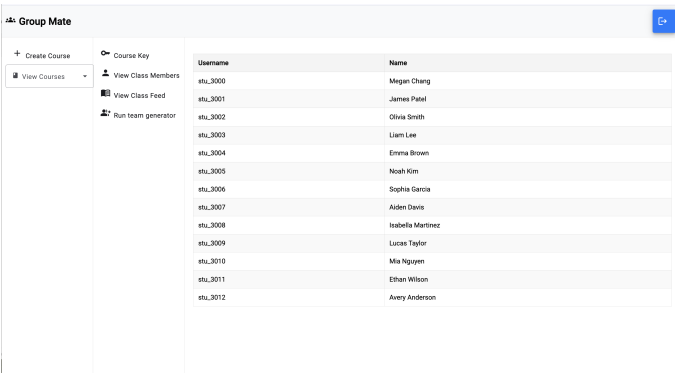 Group Mate
Create Course
View Courses
Course Key
View Class Members
View Class Feed
Run team generator
Username Name
stu_3000 Megan Chang
stu_3001 James Patel
stu_3002 Olivia Smith
stu_3003 Liam Lee
stu_3004 Emma Brown
stu_3005 Noah Kim
stu_3006 Sophia Garcia
stu_3007 Aiden Davis
stu_3008 Isabella Martinez
stu_3009 Lucas Taylor
stu_3010 Mia Nguyen
stu_3011 Ethan Wilson
stu_3012 Avery Anderson